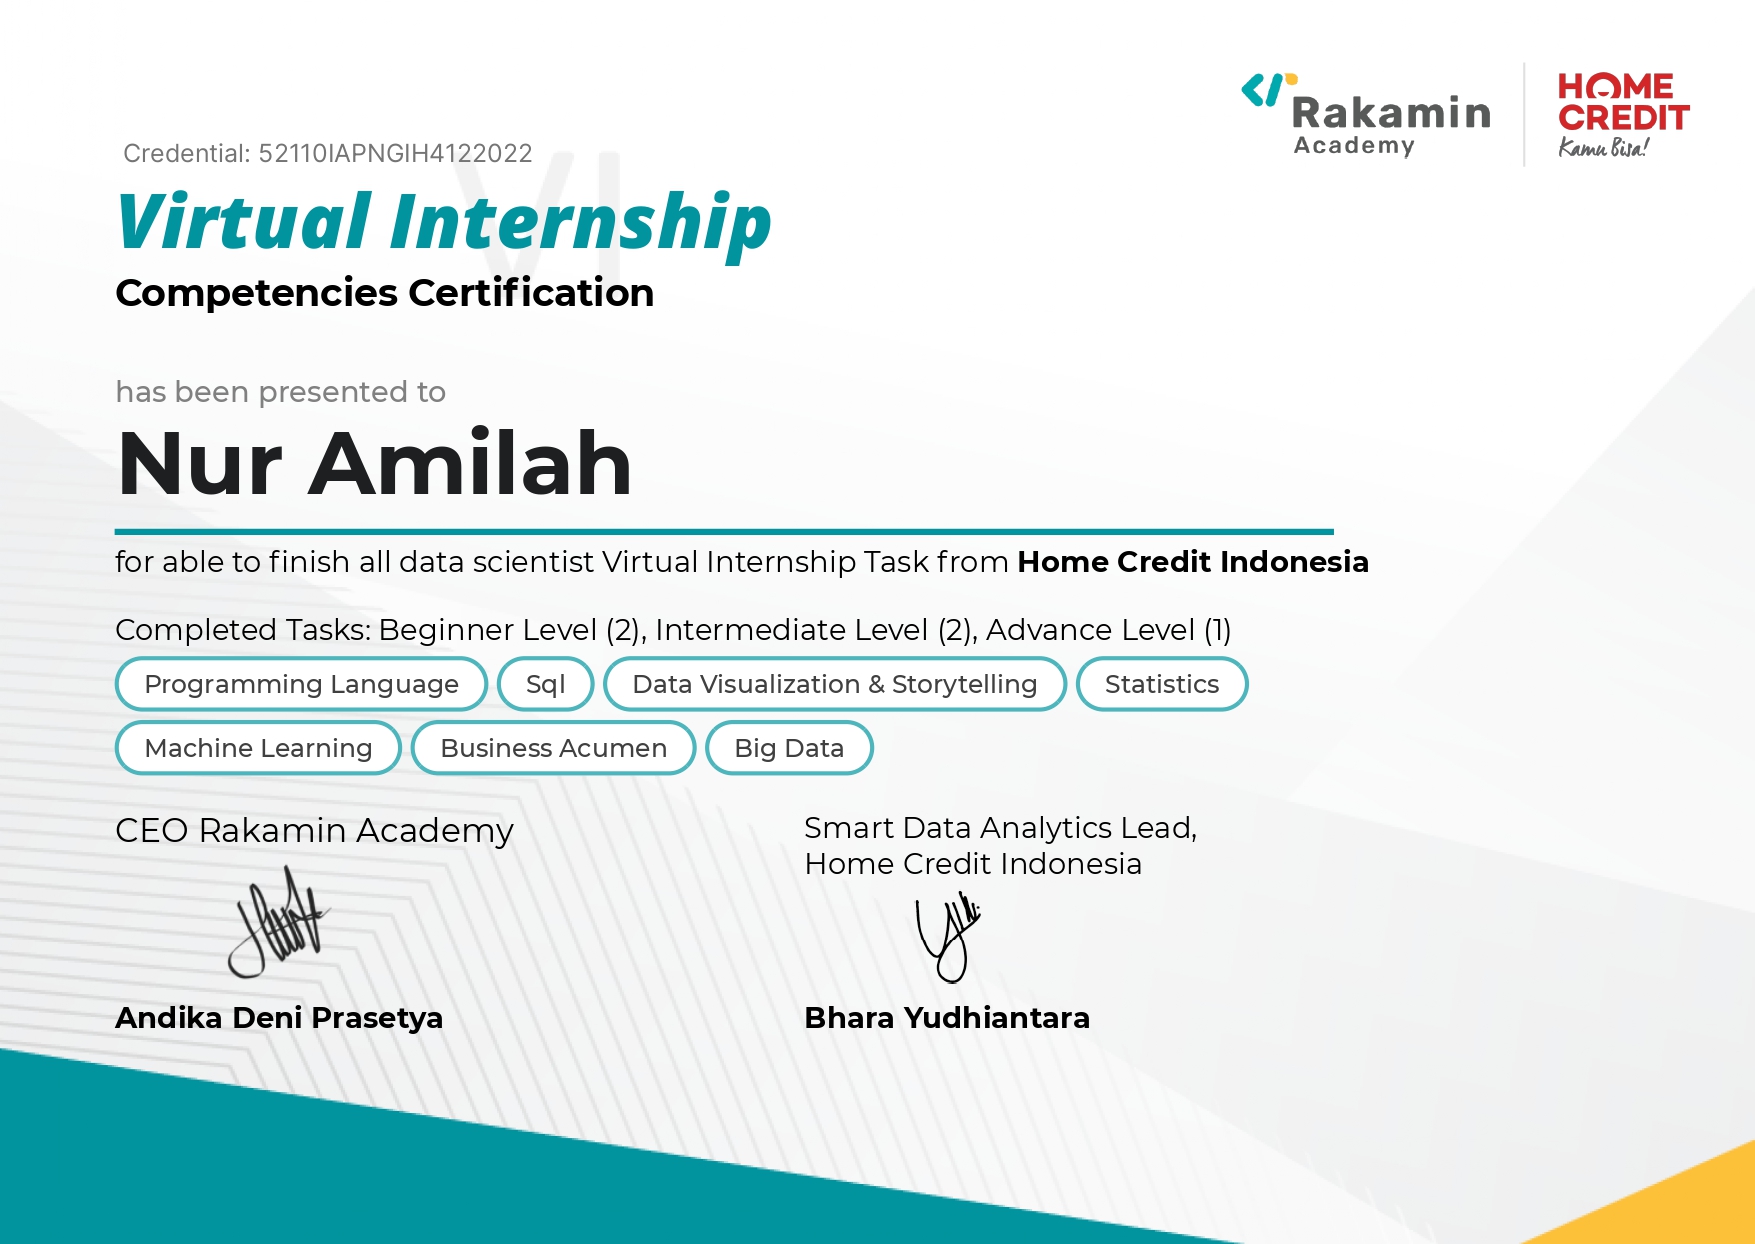 Rakamin
Academy
HOME
CREDIT
Kamu Bisa!
Credential: 52110IAPNGIH4122022
VI
Virtual Internship
Competencies Certification
has been presented to
Nur Amilah
for able to finish all data scientist Virtual Internship Task from Home Credit Indonesia
Completed Tasks: Beginner Level (2), Intermediate Level (2), Advance Level (1)
Programming Language Sql Data Visualization & Storytelling Statistics
Machine Learning Business Acumen Big Data
CEO Rakamin Academy
Smart Data Analytics Lead,
Home Credit Indonesia
Andika Deni Prasetya
Bhara Yudhiantara